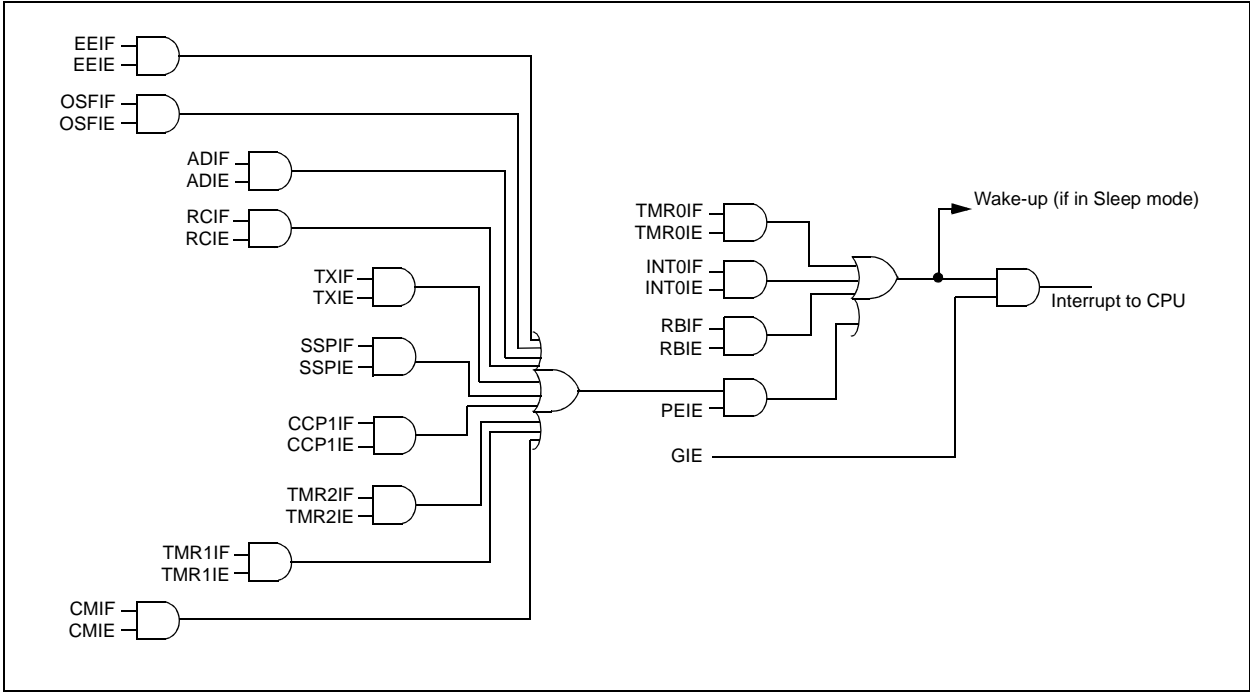 EEIF
EEIE
OSFIF
OSFIE
ADIF
ADIE
RCIF
RCIE
TXIF
TXIE
SSPIF
SSPIE
CCP1IF
CCP1IE
TMR2IF
TMR2IE
TMR1IF
TMR1IE
CMIF
CMIE
TMR0IF
TMR0IE
INT0IF
INT0IE
RBIF
RBIE
PEIE
GIE
Wake-up (if in Sleep mode)
Interrupt to CPU